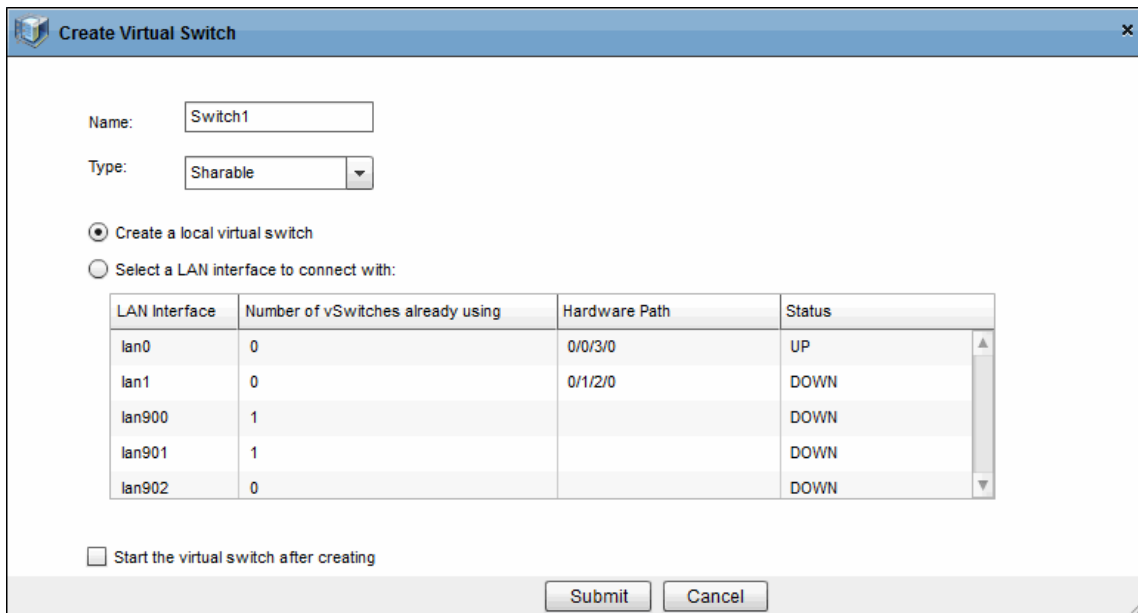 Create Virtual Switch
Name: Switch1
Type: Sharable
Create a local virtual switch
Select a LAN interface to connect with:
LAN Interface Number of vSwitches already using Hardware Path Status
lan0 0 0/0/3/0 UP
lan1 0 0/1/2/0 DOWN
lan900 1 DOWN
lan901 1 DOWN
lan902 0 DOWN
Start the virtual switch after creating
Submit Cancel